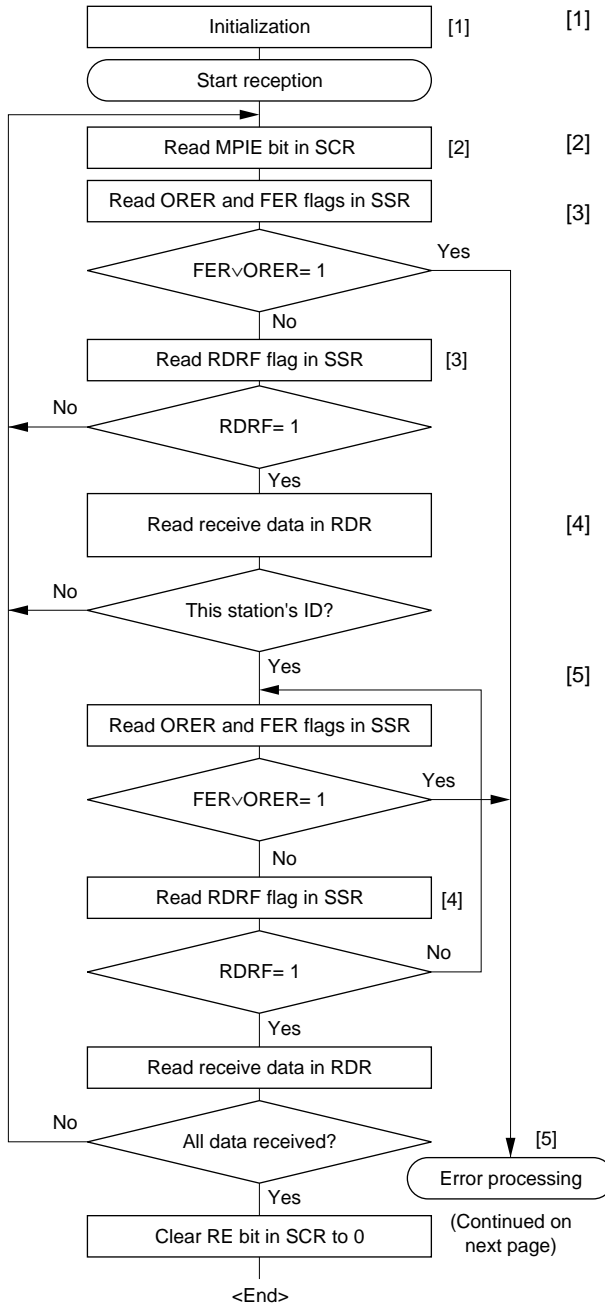 Initialization [1] [1]
Start reception
Read MPIE bit in SCR [2] [2]
Read ORER and FER flags in SSR [3]
FER∨ORER= 1 Yes
No
Read RDRF flag in SSR [3]
No
RDRF= 1
Yes
Read receive data in RDR [4]
No
This station's ID?
Yes [5]
Read ORER and FER flags in SSR
Yes
FER∨ORER= 1
No
Read RDRF flag in SSR [4]
No
RDRF= 1
Yes
Read receive data in RDR
No
All data received? [5]
Error processing
Yes
(Continued on
next page)
Clear RE bit in SCR to 0
<End>